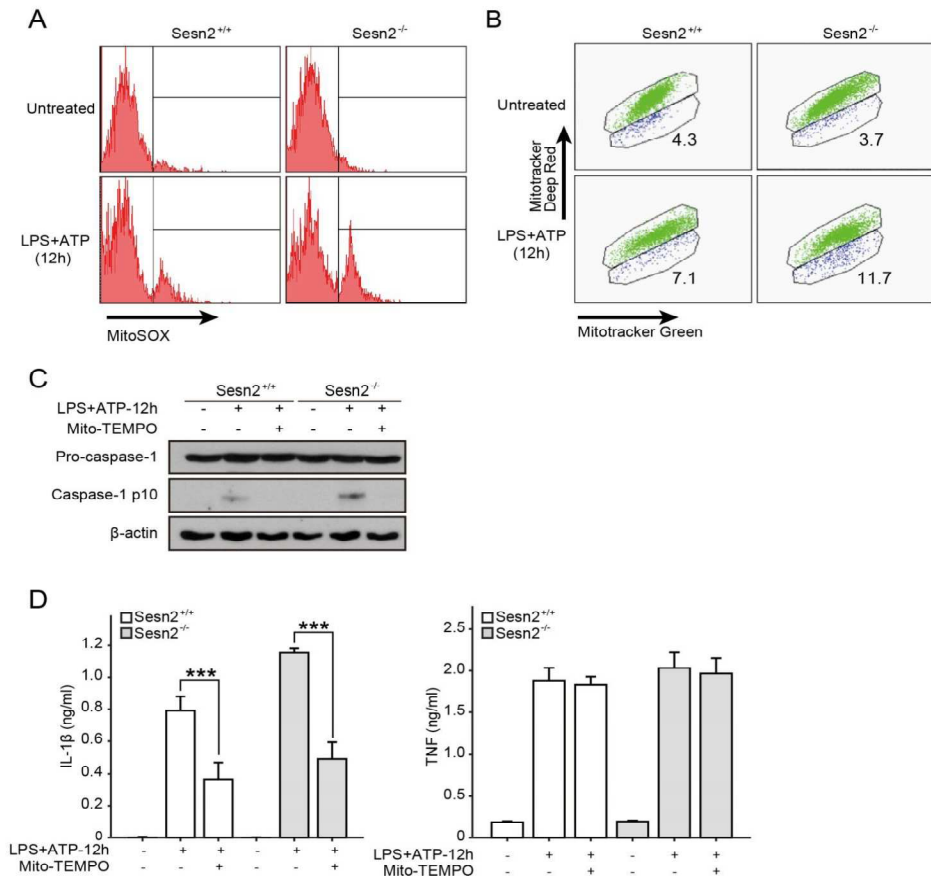 A
Sesn2+/+ Sesn2-/-
Untreated
LPS+ATP
(12h)
MitoSOX
B
Sesn2+/+ Sesn2-/-
Untreated
Mitotracker
Deep Red
LPS+ATP
(12h)
4.3 3.7
7.1 11.7
Mitotracker Green
C
Sesn2+/+ Sesn2-/-
LPS+ATP-12h - + + - + +
Mito-TEMPO - - + - - +
Pro-caspase-1
Caspase-1 p10
β-actin
D
Sesn2+/+
Sesn2-/-
IL-1β (ng/ml)
1.2
1.0
0.8
0.6
0.4
0.2
0
*** ***
LPS+ATP-12h - + + - + +
Mito-TEMPO - - + - - +
Sesn2+/+
Sesn2-/-
TNF (ng/ml)
2.5
2.0
1.5
1.0
0.5
0
LPS+ATP-12h - + + - + +
Mito-TEMPO - - + - - +